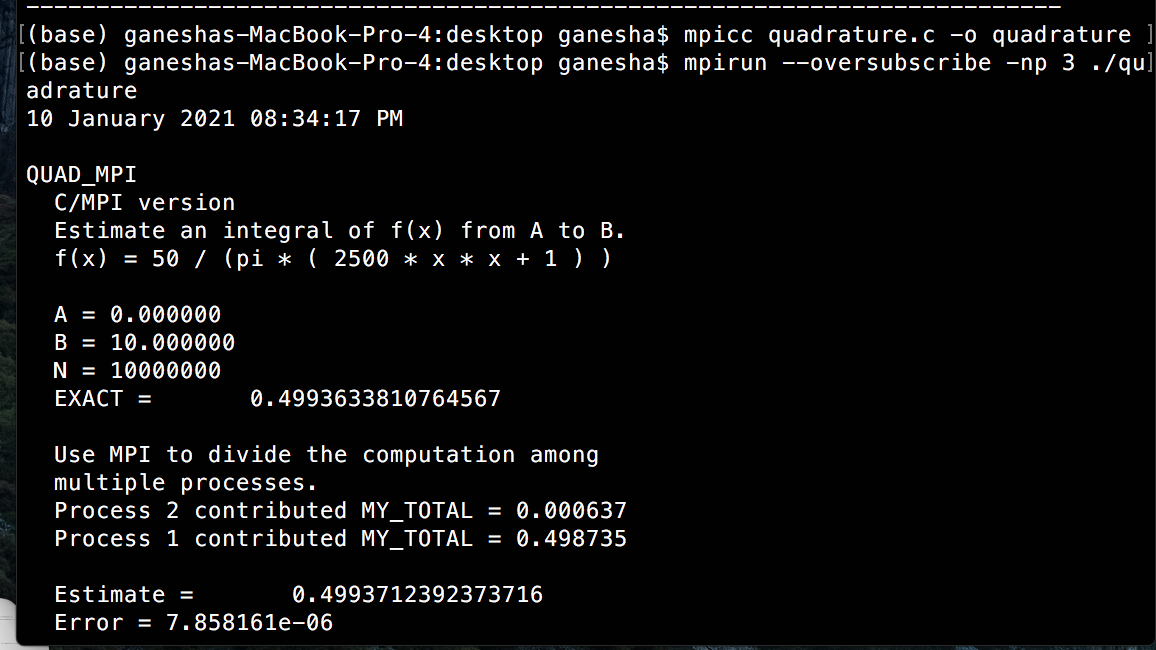 ------------------------------------------------------------------------
[(base) ganeshas-MacBook-Pro-4:desktop ganesha$ mpicc quadrature.c -o quadrature ]
[(base) ganeshas-MacBook-Pro-4:desktop ganesha$ mpirun --oversubscribe -np 3 ./qu]
adrature
10 January 2021 08:34:17 PM
QUAD_MPI
C/MPI version
Estimate an integral of f(x) from A to B.
f(x) = 50 / (pi * ( 2500 * x * x + 1 ) )
A = 0.000000
B = 10.000000
N = 10000000
EXACT =       0.4993633810764567
Use MPI to divide the computation among
multiple processes.
Process 2 contributed MY_TOTAL = 0.000637
Process 1 contributed MY_TOTAL = 0.498735
Estimate =       0.4993712392373716
Error = 7.858161e-06